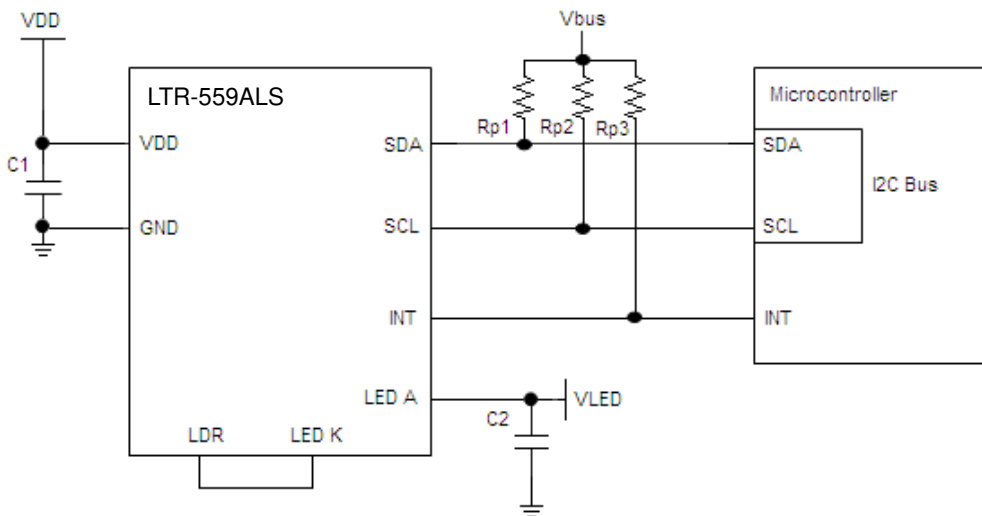 VDD
Vbus
LTR-559ALS
Microcontroller
Rp1
Rp2
Rp3
C1
VDD
SDA
SDA
I2C Bus
GND
SCL
SCL
INT
INT
LED A
C2
VLED
LDR
LED K